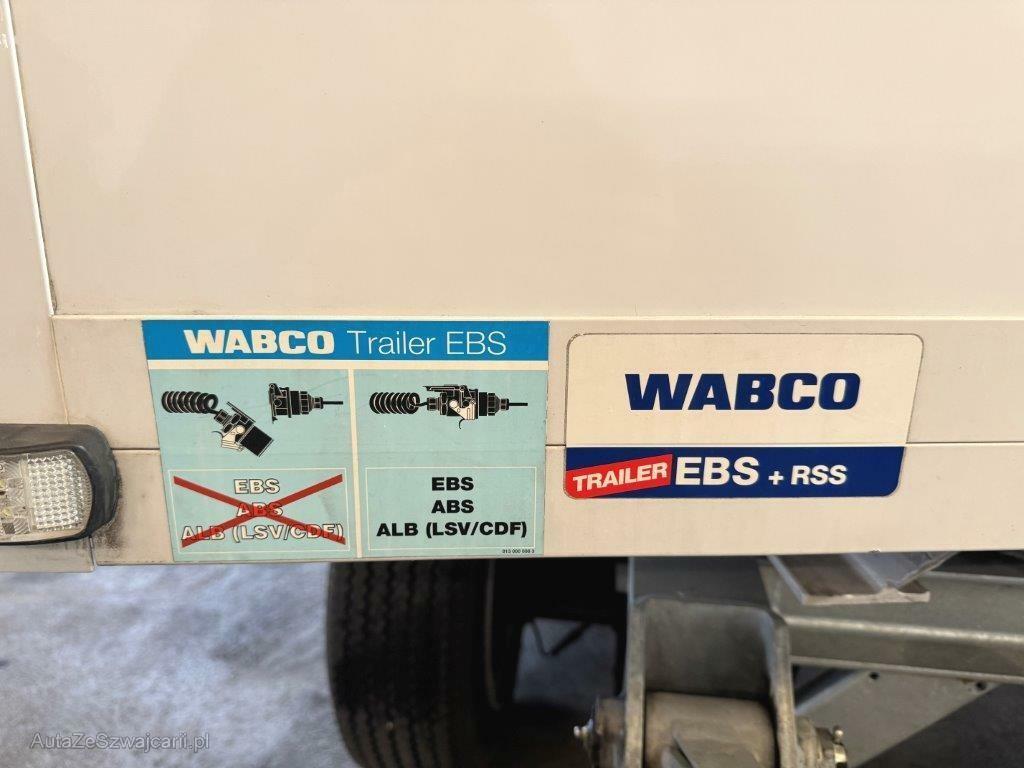 WABCO Trailer EBS
EBS
ABS
ALB (LSV/CDF)
EBS
ABS
ALB (LSV/CDF)
WABCO
TRAILER EBS + RSS
AutaZeSzwajcarii.pl